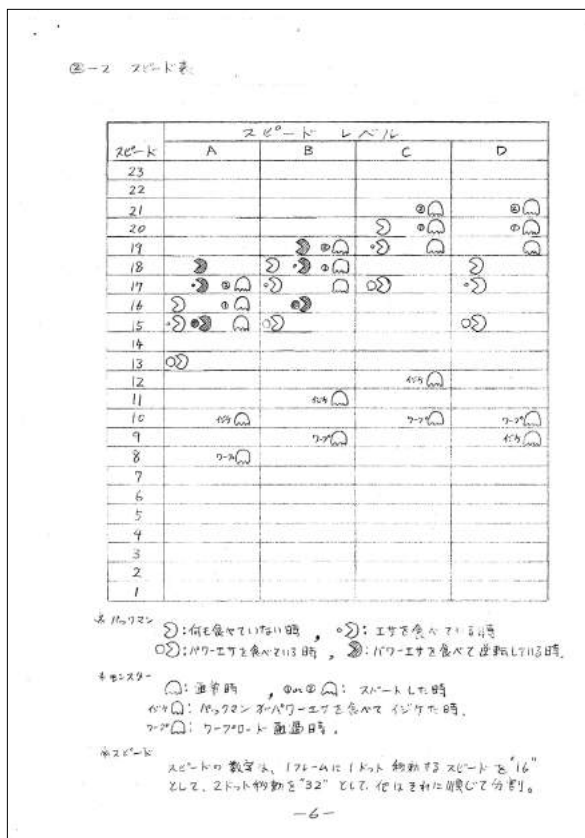 ②-2 スピード表
スピード レベル
スピード A B C D
23
22
21 ② ②
20 ① ①
19 ②
18 ①
17 ②
16 ①
15
14
13
12 イジケ
11 イジケ
10 イジケ ワープ ワープ
9 ワープ イジケ
8 ワープ
7
6
5
4
3
2
1
※パックマン
:何も食べていない時 , :エサを食べている時
:パワーエサを食べている時 , :パワーエサを食べて逆転している時.
※モンスター
:通常時 , ①or② :スパートした時
イジケ :パックマンがパワーエサを食べてイジケた時.
ワープ :ワープロード通過時.
※スピード
スピードの数字は、1フレームに1ドット移動するスピードを"16"
として、2ドット移動を"32"として、他はそれに順じて分割。
-6-